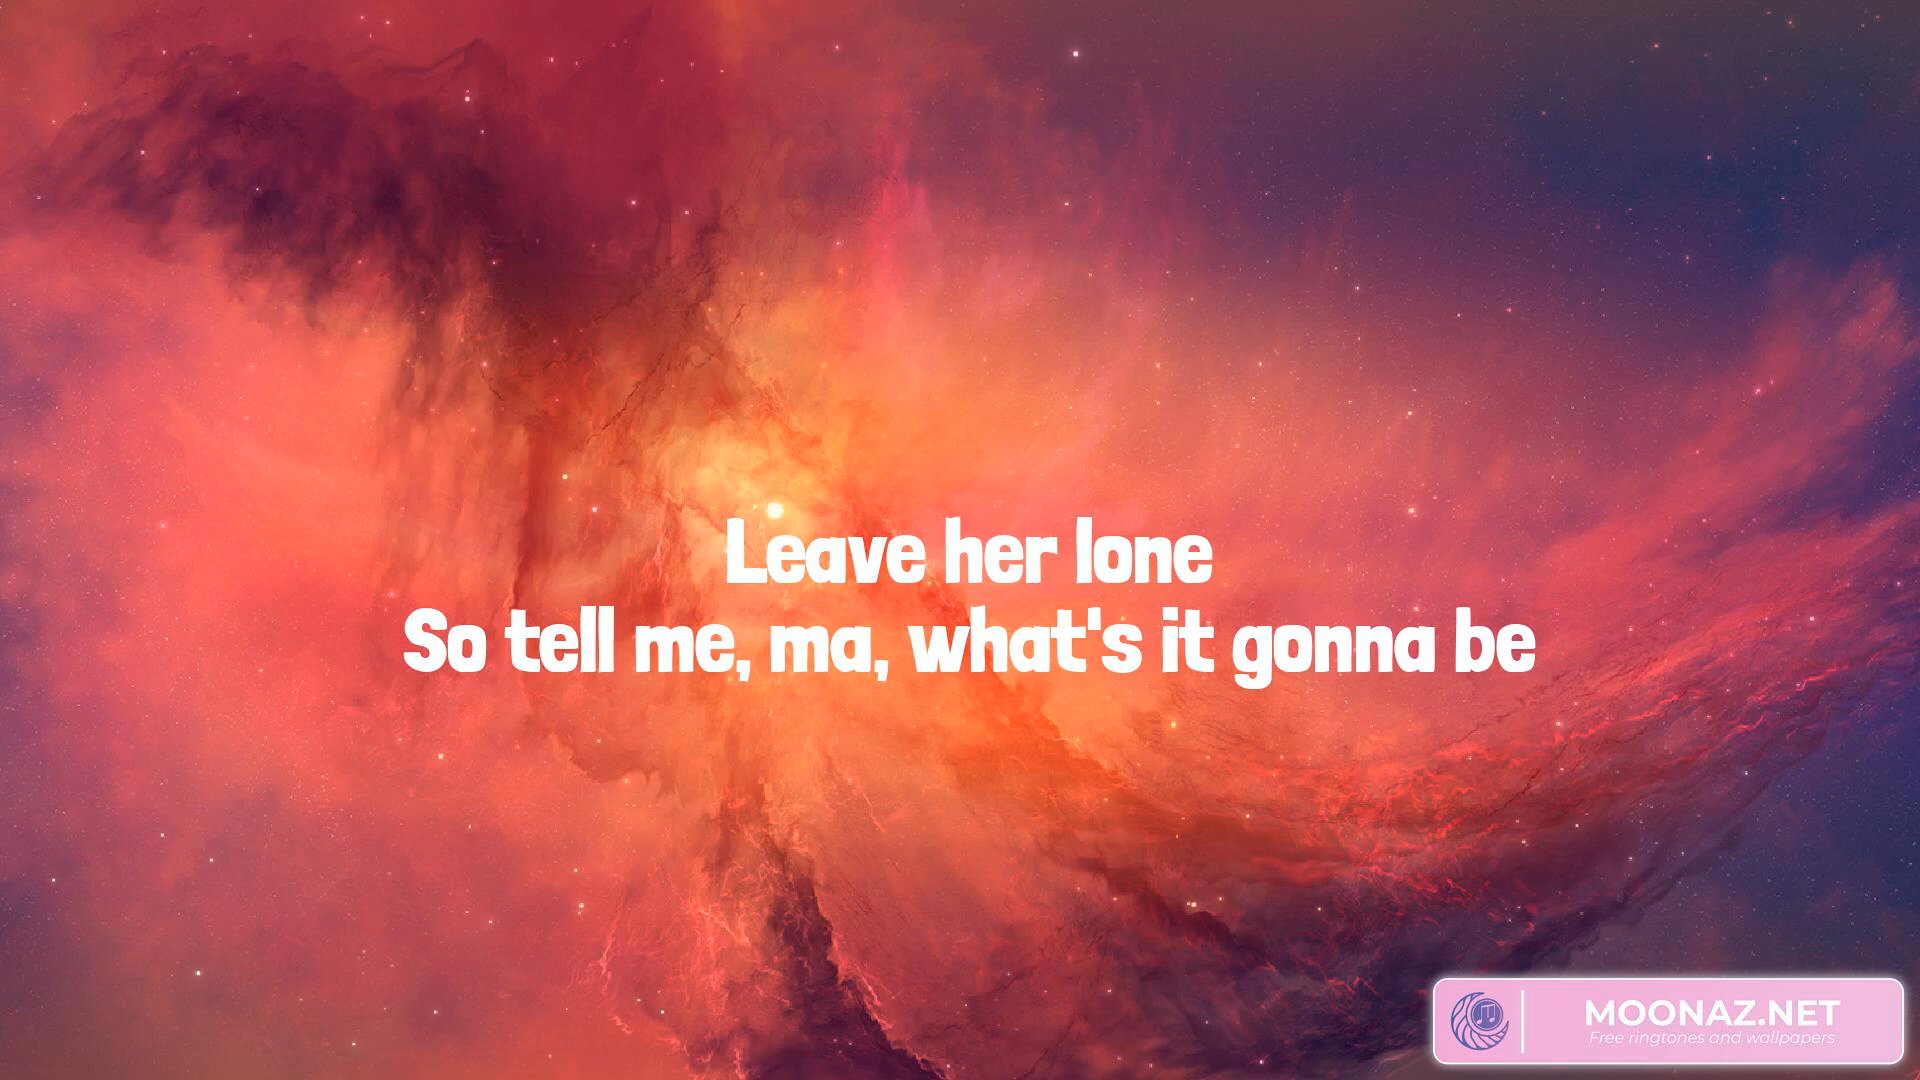 Leave her lone
So tell me, ma, what's it gonna be
MOONAZ.NET
Free ringtones and wallpapers